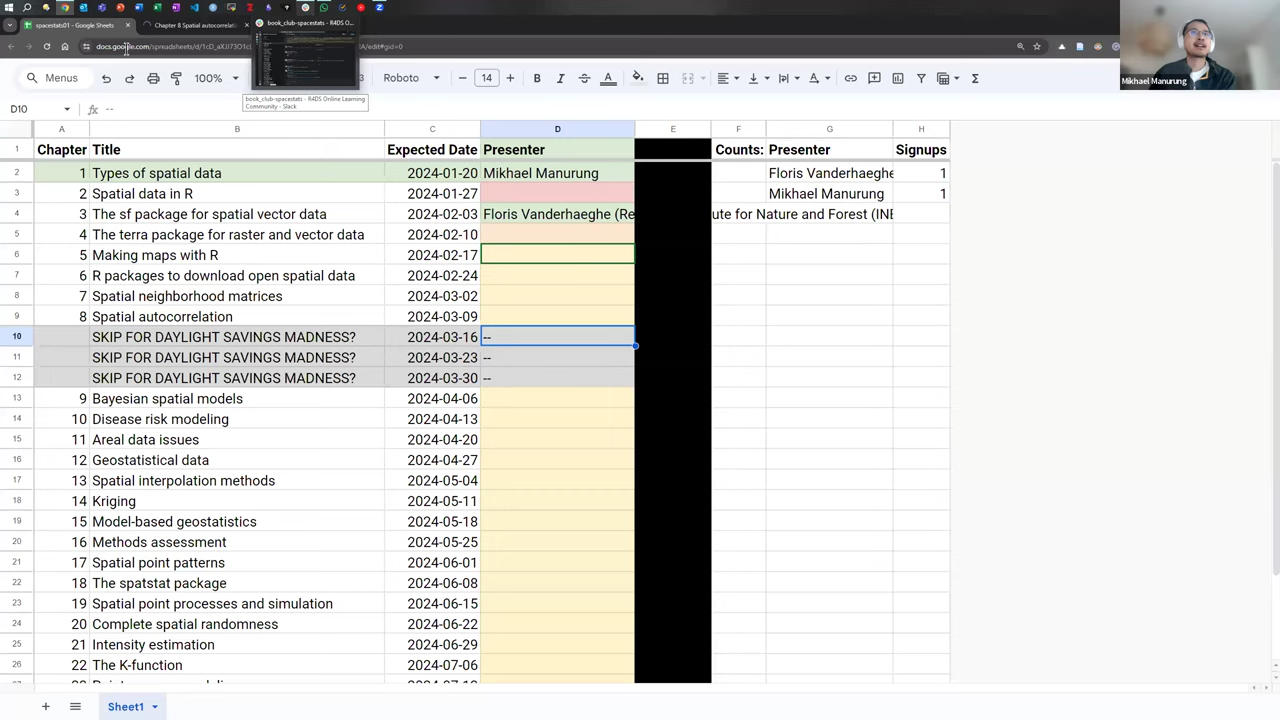 book_club-spacestats - R4DS O...
spacestats01 - Google Sheets
Chapter 8 Spatial autocorrelati
docs.google.com/spreadsheets/d/1cD_aXJI73O1cL
A/edit#gid=0
book_club-spacestats - R4DS Online Learning
Community - Slack
Mikhael Manurung
Menus
100%
3
Roboto
14
B
I
A
D10
--
A
B
C
D
E
F
G
H
1 Chapter Title Expected Date Presenter Counts: Presenter Signups
2 1 Types of spatial data 2024-01-20 Mikhael Manurung Floris Vanderhaeghe 1
3 2 Spatial data in R 2024-01-27 Mikhael Manurung 1
4 3 The sf package for spatial vector data 2024-02-03 Floris Vanderhaeghe (Re ute for Nature and Forest (INB
5 4 The terra package for raster and vector data 2024-02-10
6 5 Making maps with R 2024-02-17
7 6 R packages to download open spatial data 2024-02-24
8 7 Spatial neighborhood matrices 2024-03-02
9 8 Spatial autocorrelation 2024-03-09
10 SKIP FOR DAYLIGHT SAVINGS MADNESS? 2024-03-16 --
11 SKIP FOR DAYLIGHT SAVINGS MADNESS? 2024-03-23 --
12 SKIP FOR DAYLIGHT SAVINGS MADNESS? 2024-03-30 --
13 9 Bayesian spatial models 2024-04-06
14 10 Disease risk modeling 2024-04-13
15 11 Areal data issues 2024-04-20
16 12 Geostatistical data 2024-04-27
17 13 Spatial interpolation methods 2024-05-04
18 14 Kriging 2024-05-11
19 15 Model-based geostatistics 2024-05-18
20 16 Methods assessment 2024-05-25
21 17 Spatial point patterns 2024-06-01
22 18 The spatstat package 2024-06-08
23 19 Spatial point processes and simulation 2024-06-15
24 20 Complete spatial randomness 2024-06-22
25 21 Intensity estimation 2024-06-29
26 22 The K-function 2024-07-06
Sheet1